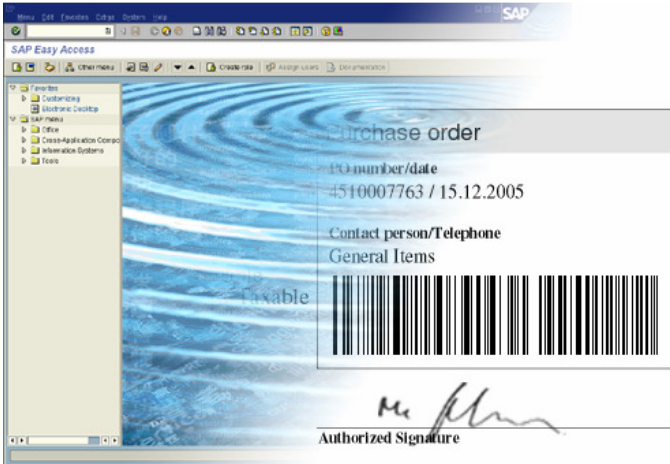 Menu Edit Favorites Extras System Help
SAP
SAP Easy Access
Other menu
Create role
Assign users
Documentation
Favorites
Customizing
Electronic Desktop
SAP menu
Office
Cross-Application Compo
Information Systems
Tools
Purchase order
PO number/date
4510007763 / 15.12.2005
Contact person/Telephone
General Items
Taxable
Authorized Signature